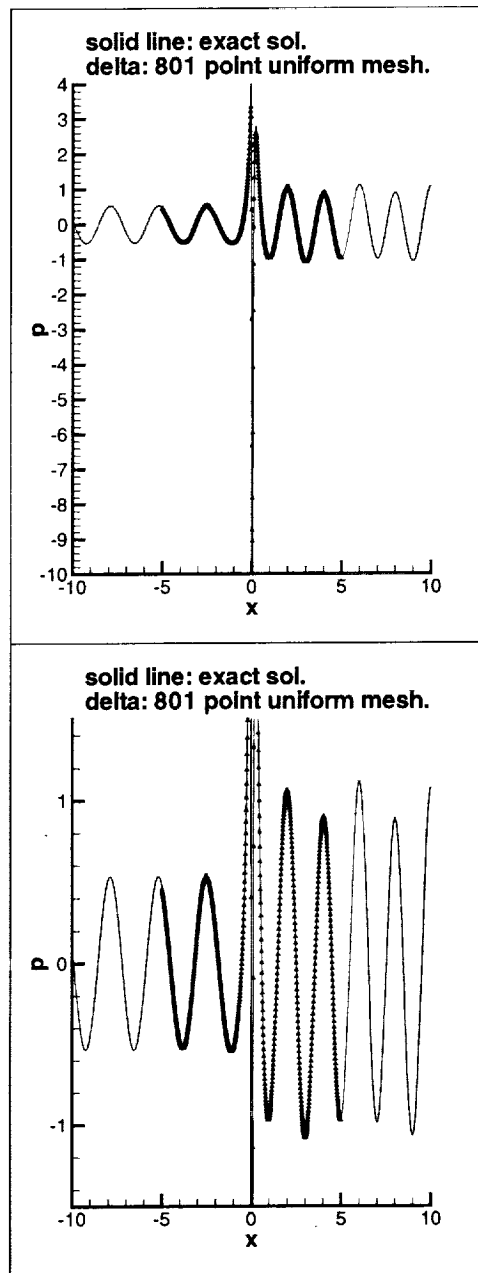 solid line: exact sol.
delta: 801 point uniform mesh.
4
3
2
1
0
-1
-2
-3
-4
-5
-6
-7
-8
-9
-10
p
-10 -5 0 5 10
x
solid line: exact sol.
delta: 801 point uniform mesh.
1
0
-1
p
-10 -5 0 5 10
x